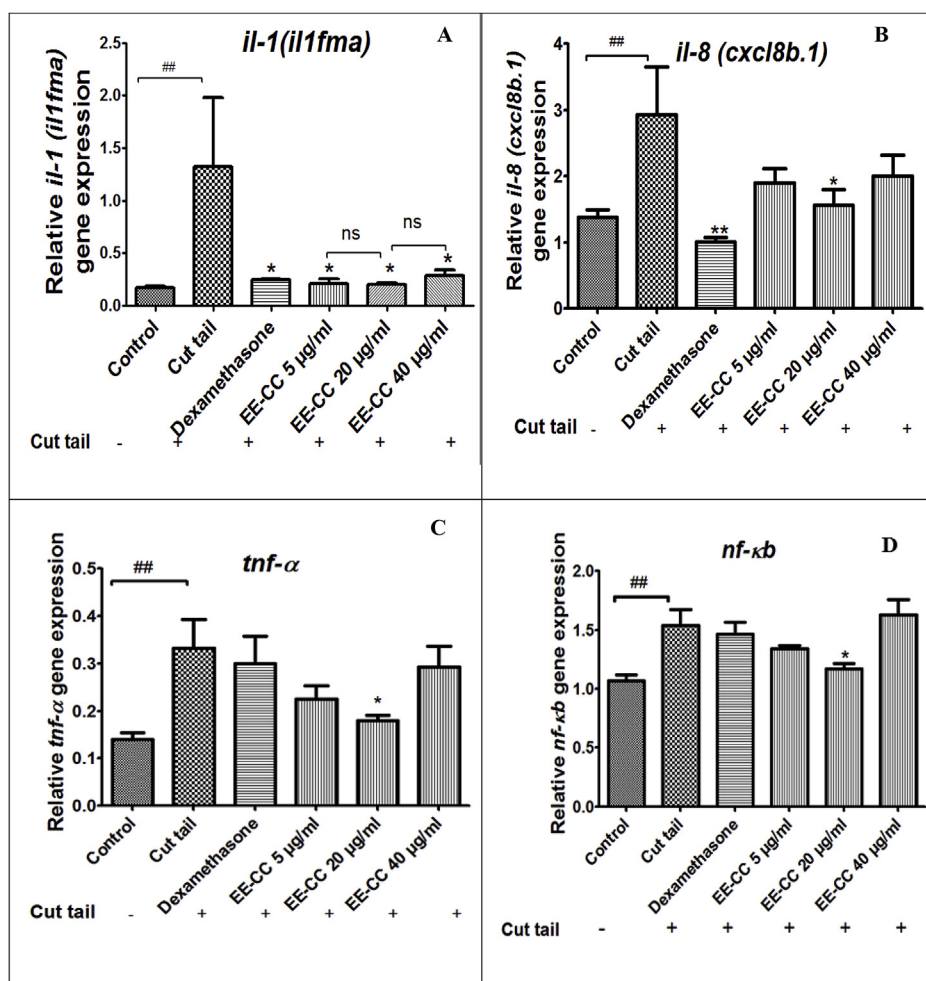 A
il-1(il1fma)
Relative il-1 (il1fma)
gene expression
2.5
2.0
1.5
1.0
0.5
0.0
##
*
*
ns
*
ns
*
Control
Cut tail
Dexamethasone
EE-CC 5 µg/ml
EE-CC 20 µg/ml
EE-CC 40 µg/ml
Cut tail - + + + + +
B
il-8 (cxcl8b.1)
Relative il-8 (cxcl8b.1)
gene expression
4
3
2
1
0
##
**
*
Control
Cut tail
Dexamethasone
EE-CC 5 µg/ml
EE-CC 20 µg/ml
EE-CC 40 µg/ml
- + + + + +
C
tnf-α
Relative tnf-α gene expression
0.5
0.4
0.3
0.2
0.1
0.0
##
*
Control
Cut tail
Dexamethasone
EE-CC 5 µg/ml
EE-CC 20 µg/ml
EE-CC 40 µg/ml
Cut tail - + + + + +
D
nf-κb
Relative nf-κb gene expression
2.0
1.5
1.0
0.5
0.0
##
*
Control
Cut tail
Dexamethasone
EE-CC 5 µg/ml
EE-CC 20 µg/ml
EE-CC 40 µg/ml
Cut tail - + + + + +